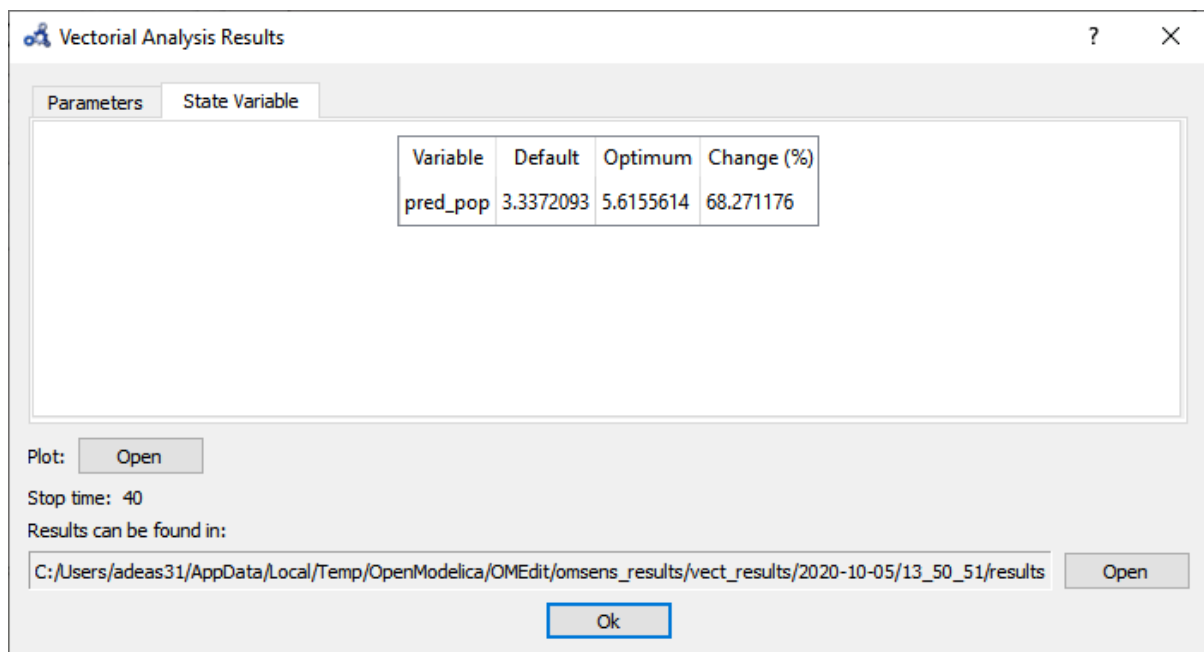 Vectorial Analysis Results ?
Parameters State Variable
Variable Default Optimum Change (%)
pred_pop 3.3372093 5.6155614 68.271176
Plot: Open
Stop time: 40
Results can be found in:
C:/Users/adeas31/AppData/Local/Temp/OpenModelica/OMEdit/omsens_results/vect_results/2020-10-05/13_50_51/results Open
Ok